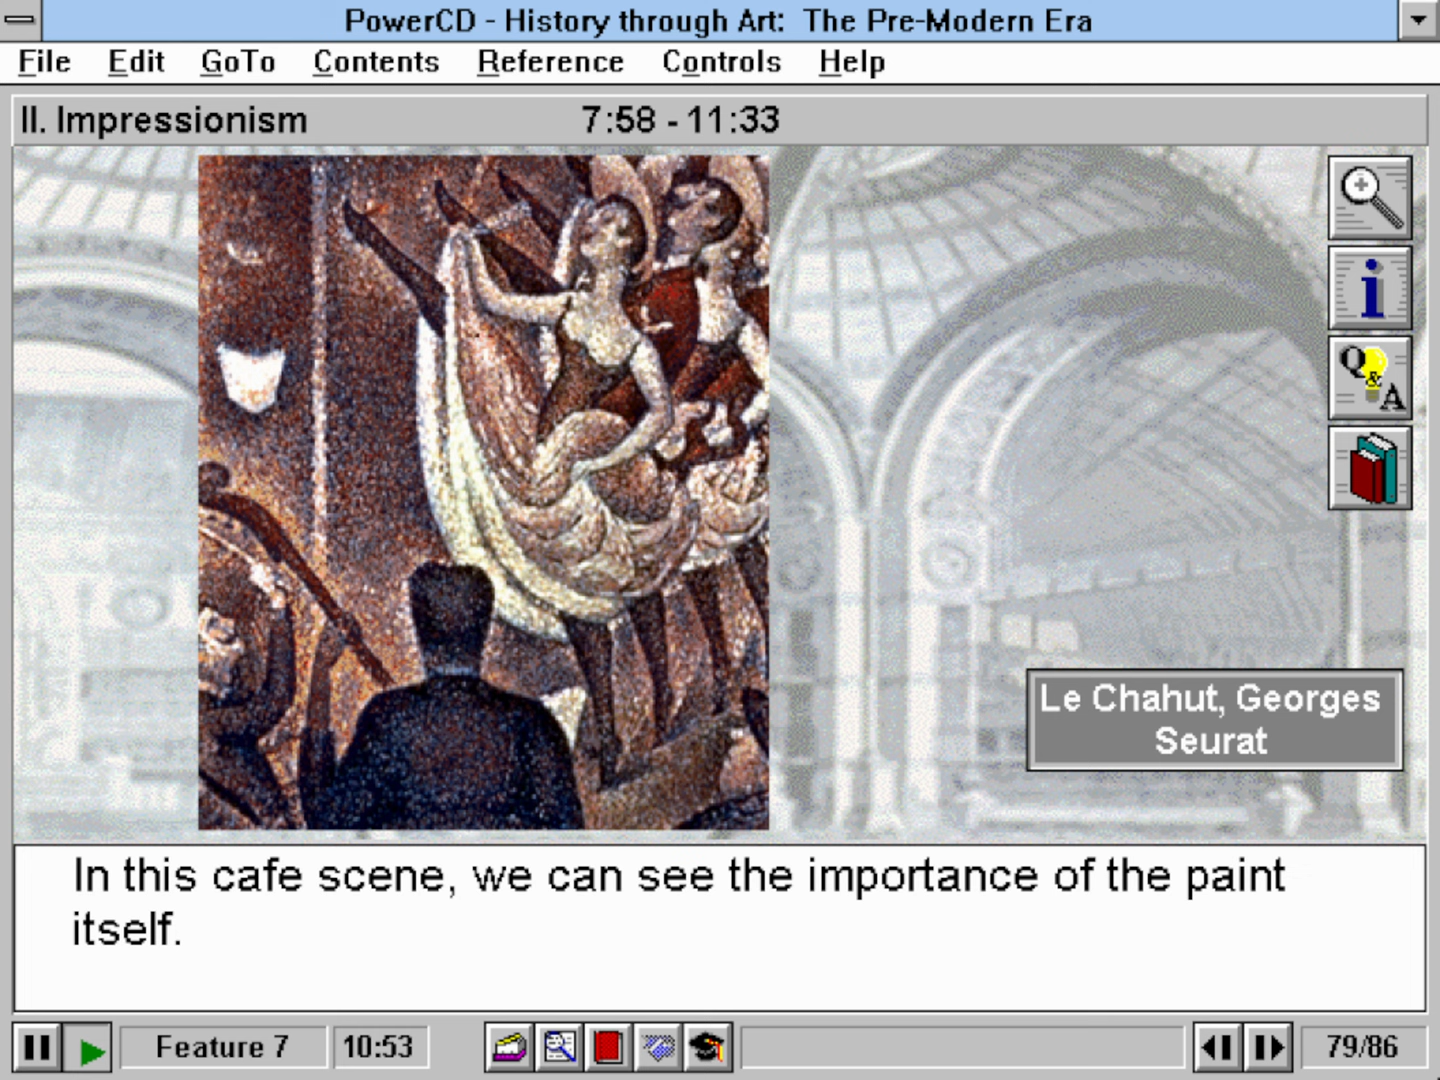 PowerCD - History through Art:  The Pre-Modern Era
File Edit GoTo Contents Reference Controls Help
II. Impressionism 7:58 - 11:33
Q & A
Le Chahut, Georges
Seurat
In this cafe scene, we can see the importance of the paint
itself.
Feature 7 10:53 79/86